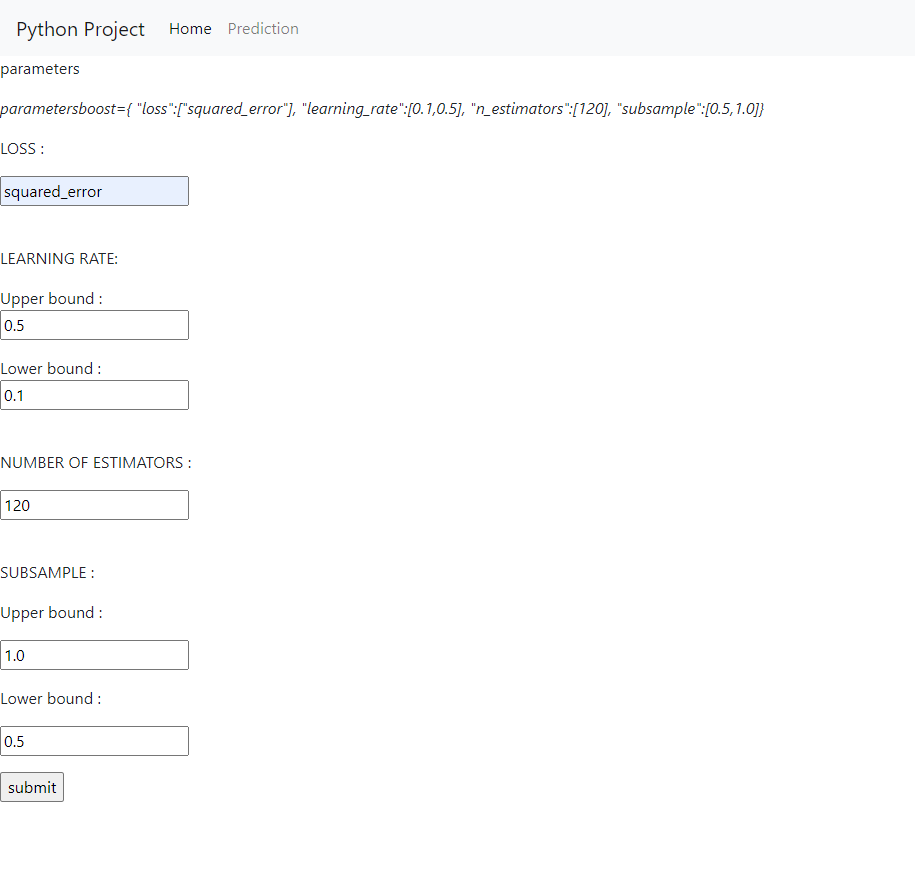 Python Project Home Prediction
parameters
parametersboost={ "loss":["squared_error"], "learning_rate":[0.1,0.5], "n_estimators":[120], "subsample":[0.5,1.0]}
LOSS :
squared_error
LEARNING RATE:
Upper bound :
0.5
Lower bound :
0.1
NUMBER OF ESTIMATORS :
120
SUBSAMPLE :
Upper bound :
1.0
Lower bound :
0.5
submit